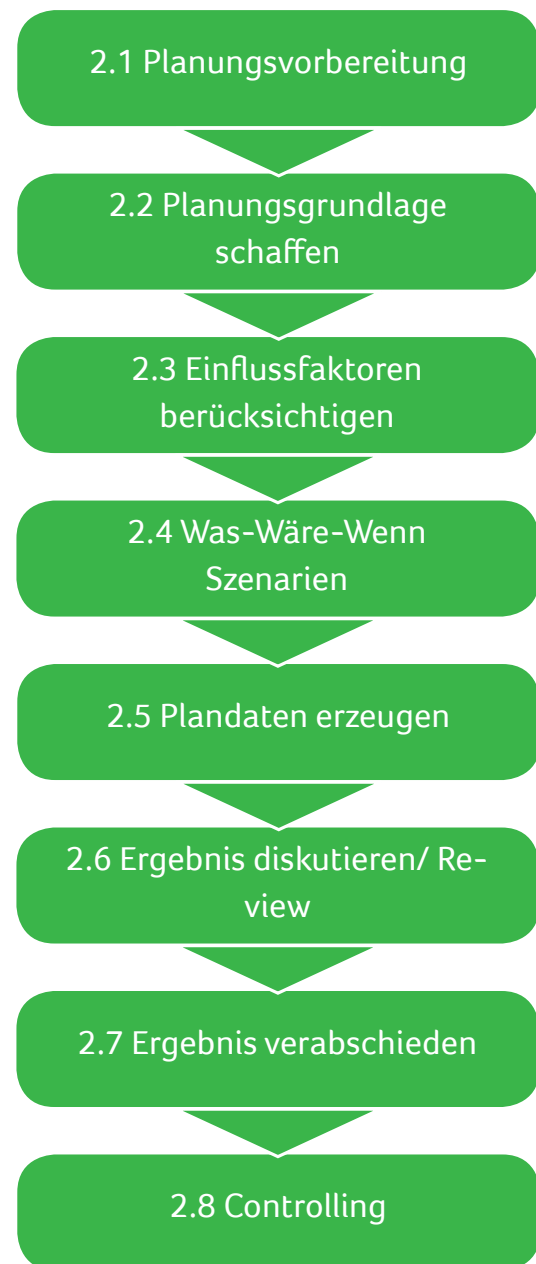 2.1 Planungsvorbereitung
2.2 Planungsgrundlage
schaffen
2.3 Einflussfaktoren
berücksichtigen
2.4 Was-Wäre-Wenn
Szenarien
2.5 Plandaten erzeugen
2.6 Ergebnis diskutieren/ Re-
view
2.7 Ergebnis verabschieden
2.8 Controlling